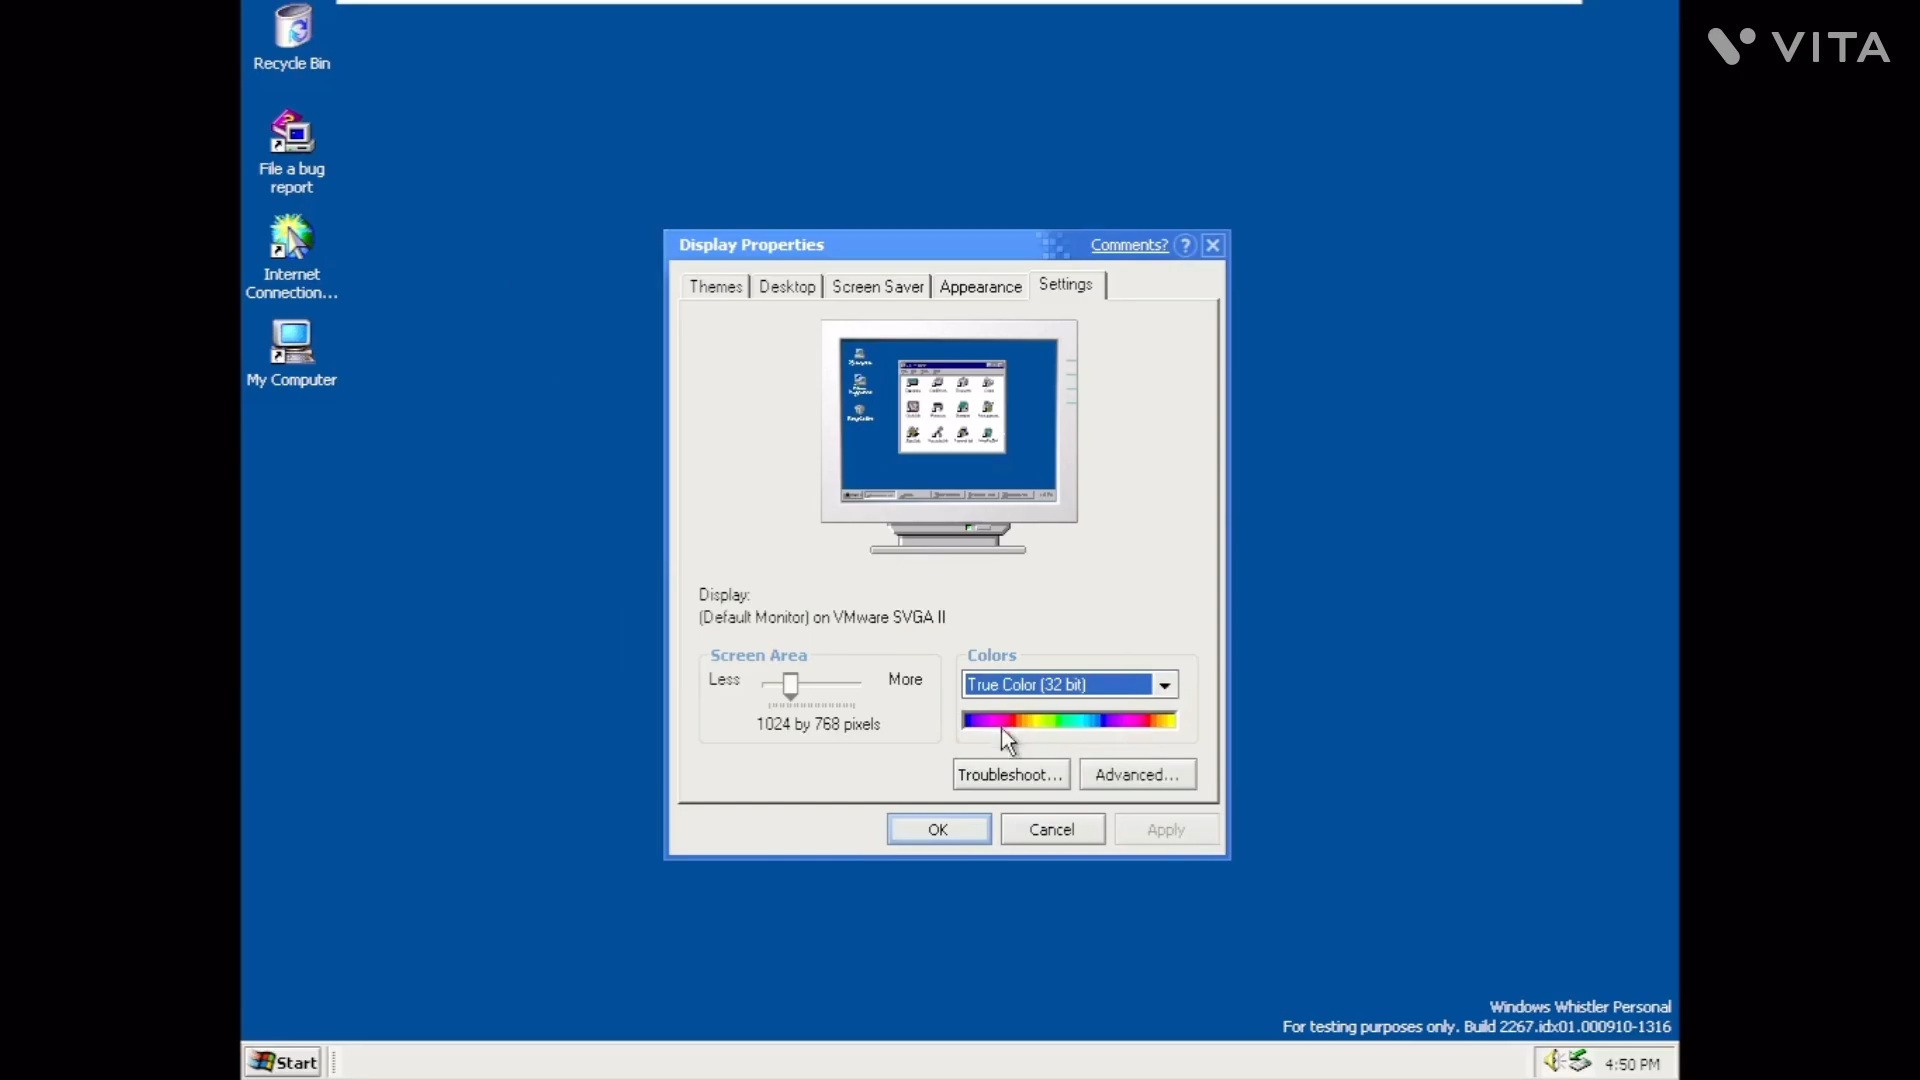 VITA
Recycle Bin
File a bug
report
Internet
Connection...
My Computer
Display Properties
Comments?
Themes
Desktop
Screen Saver
Appearance
Settings
Display:
(Default Monitor) on VMware SVGA II
Screen Area
Less
More
1024 by 768 pixels
Colors
True Color (32 bit)
Troubleshoot...
Advanced...
OK
Cancel
Apply
Windows Whistler Personal
For testing purposes only. Build 2267.idx01.000910-1316
Start
4:50 PM